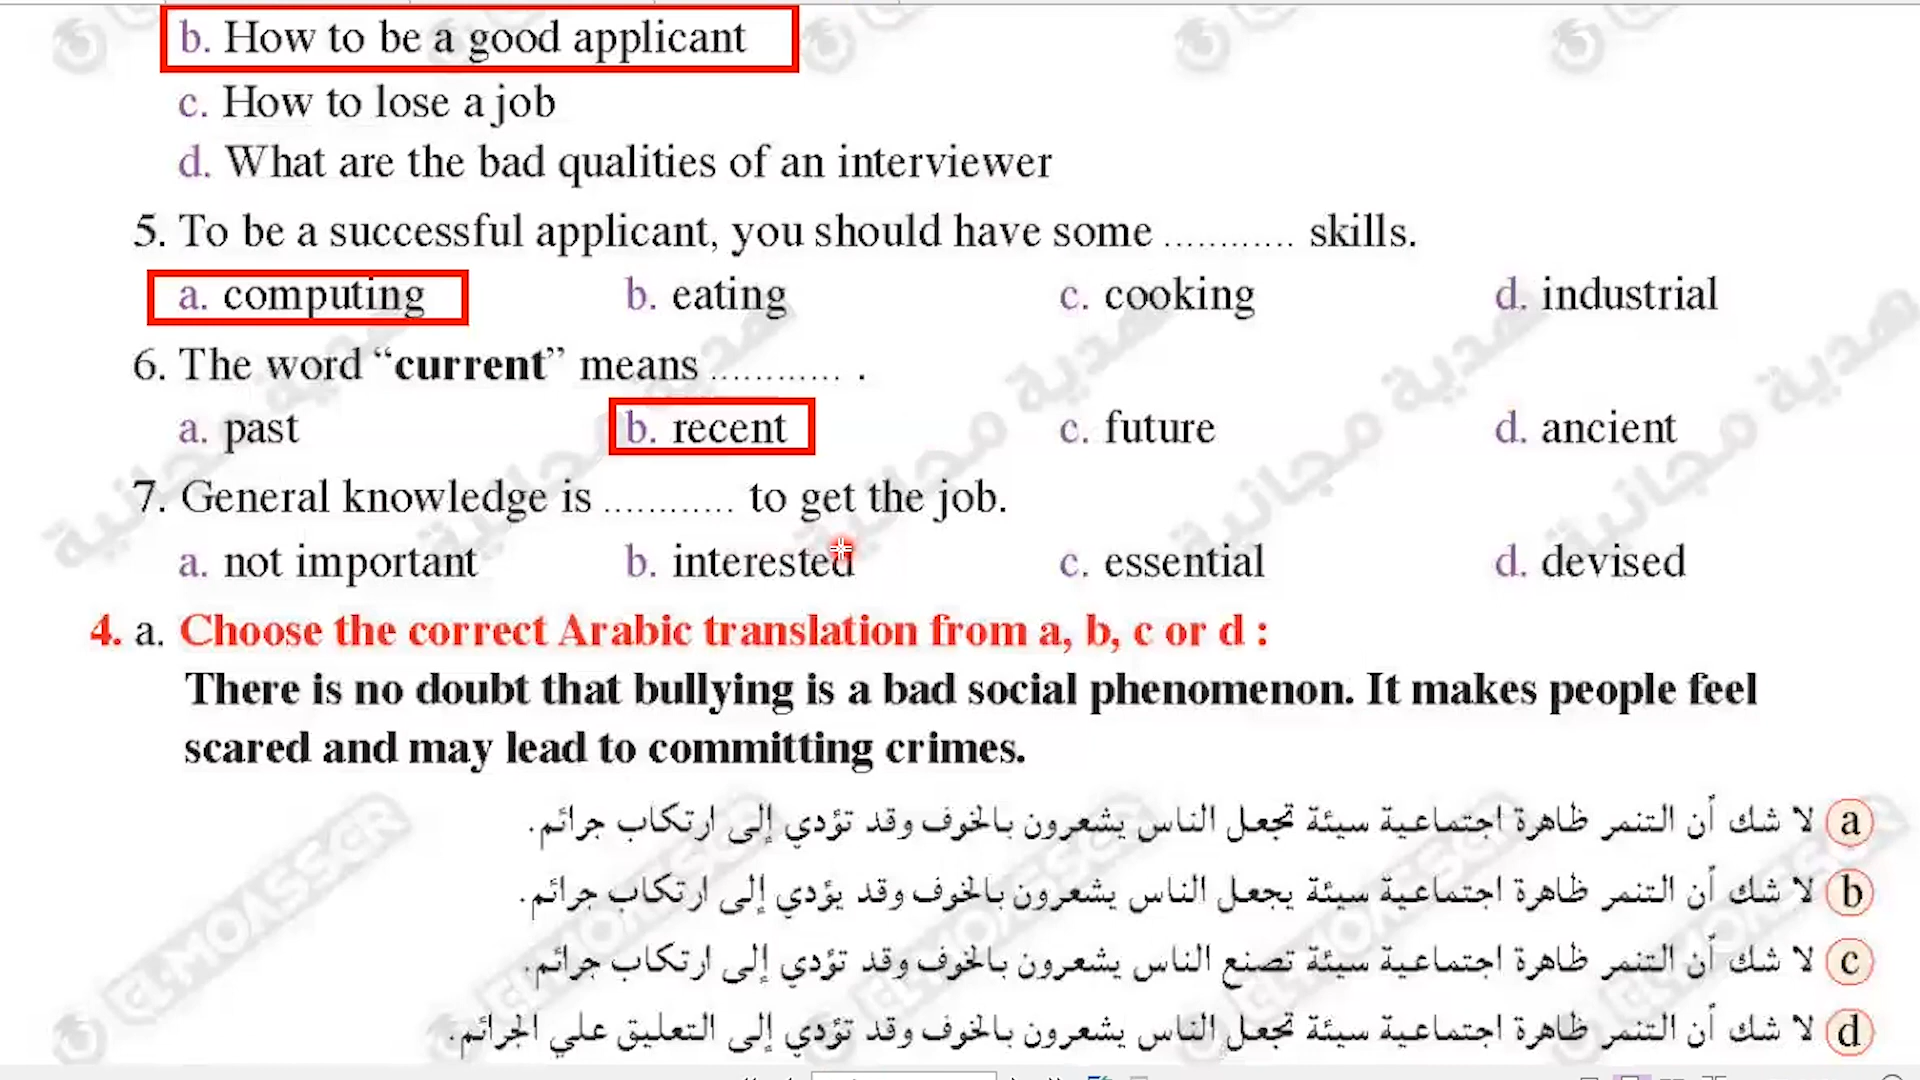 b. How to be a good applicant
c. How to lose a job
d. What are the bad qualities of an interviewer
5. To be a successful applicant, you should have some ............ skills.
a. computing b. eating c. cooking d. industrial
6. The word “current” means ............ .
a. past b. recent c. future d. ancient
7. General knowledge is ............ to get the job.
a. not important b. interested c. essential d. devised
4. a. Choose the correct Arabic translation from a, b, c or d :
There is no doubt that bullying is a bad social phenomenon. It makes people feel
scared and may lead to committing crimes.
a لا شك أن التنمر ظاهرة اجتماعية سيئة تجعل الناس يشعرون بالخوف وقد تؤدي إلى ارتكاب جرائم.
b لا شك أن التنمر ظاهرة اجتماعية سيئة يجعل الناس يشعرون بالخوف وقد يؤدي إلى ارتكاب جرائم.
c لا شك أن التنمر ظاهرة اجتماعية سيئة تصنع الناس يشعرون بالخوف وقد تؤدي إلى ارتكاب جرائم.
d لا شك أن التنمر ظاهرة اجتماعية سيئة تجعل الناس يشعرون بالخوف وقد تؤدي إلى التعليق علي الجرائم.
هدية مجانية
ELMOASSER